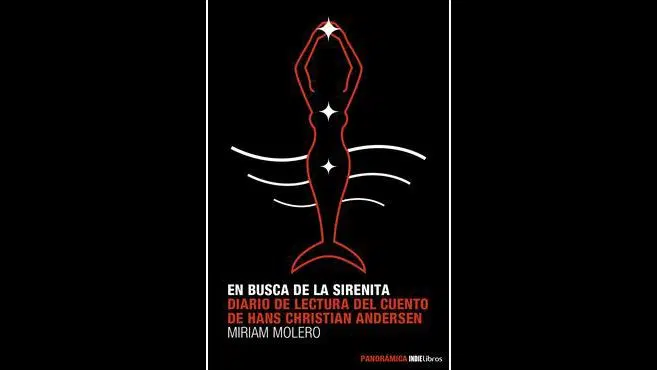 EN BUSCA DE LA SIRENITA
DIARIO DE LECTURA DEL CUENTO
DE HANS CHRISTIAN ANDERSEN
MIRIAM MOLERO
PANORÁMICA INDIELibros